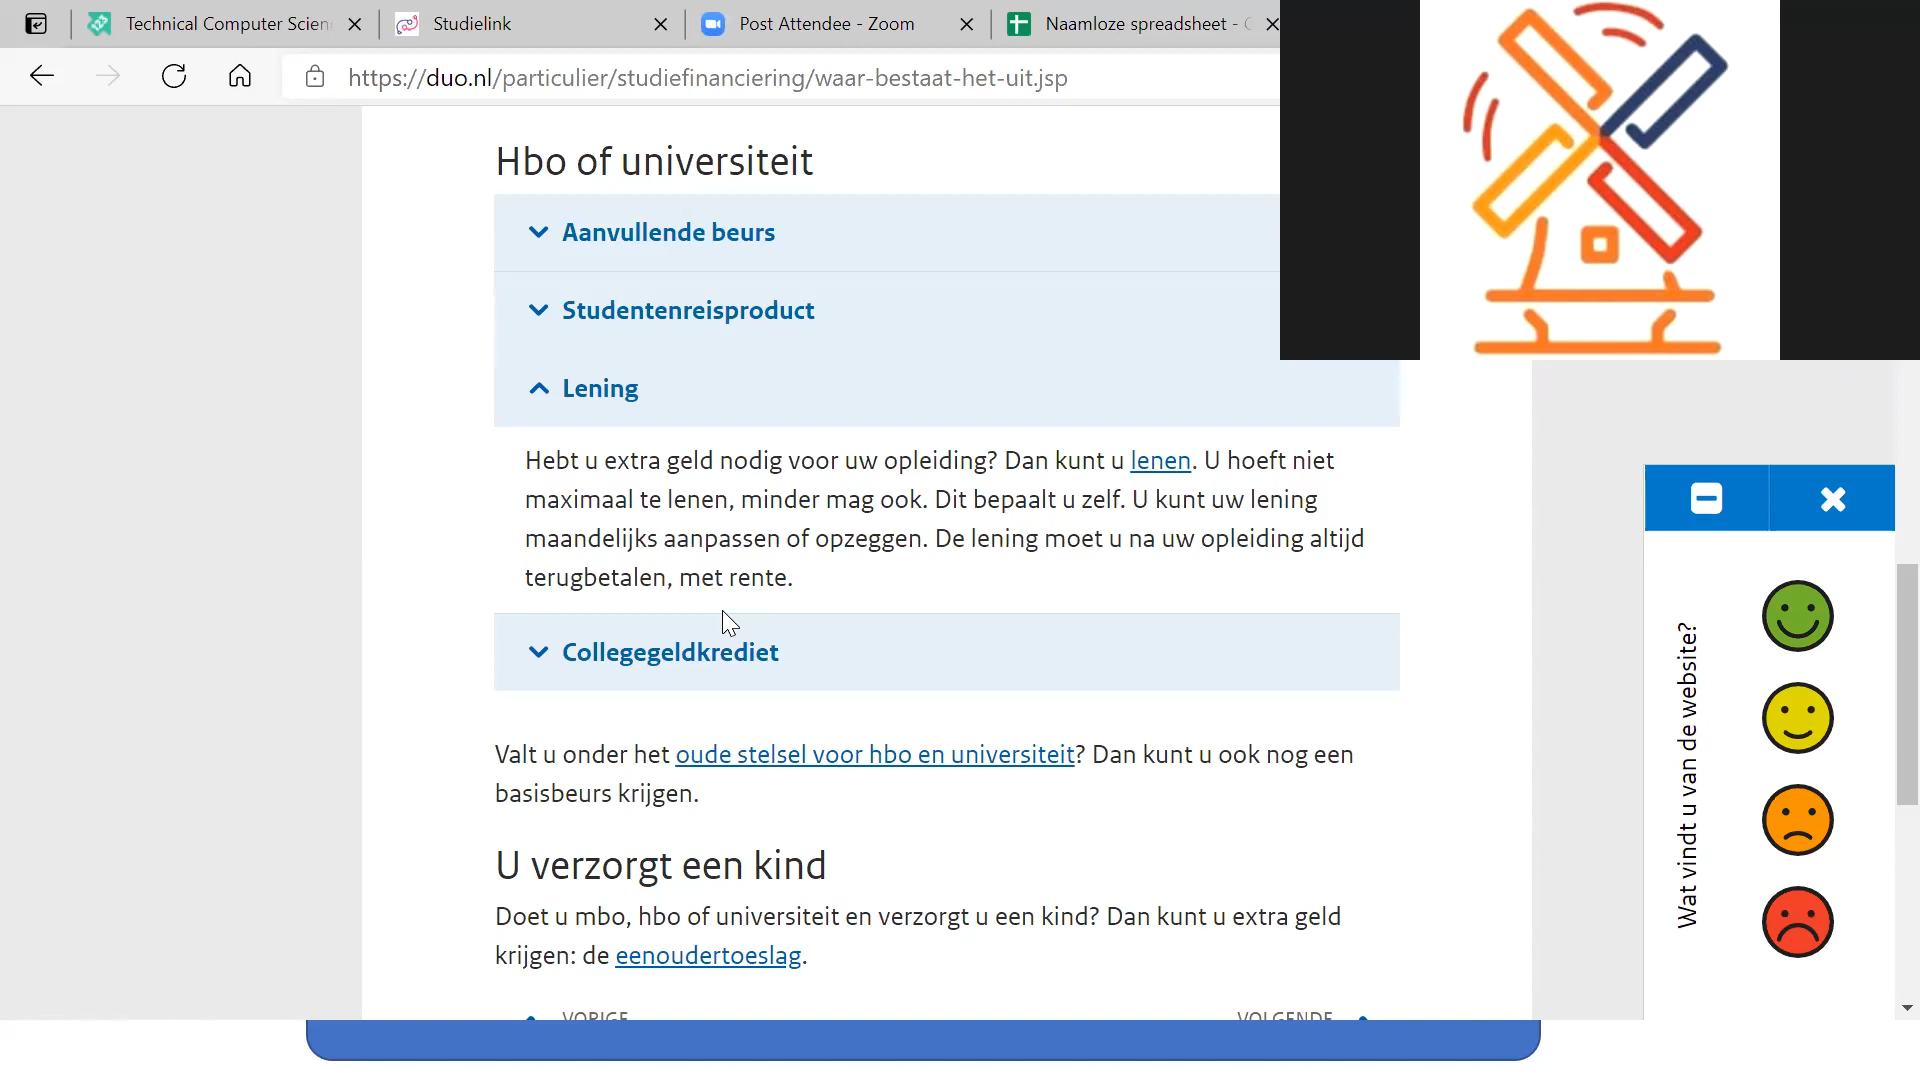 Technical Computer Scien
Studielink
Post Attendee - Zoom
Naamloze spreadsheet -
https://duo.nl/particulier/studiefinanciering/waar-bestaat-het-uit.jsp
Hbo of universiteit
Aanvullende beurs
Studentenreisproduct
Lening
Hebt u extra geld nodig voor uw opleiding? Dan kunt u lenen. U hoeft niet
maximaal te lenen, minder mag ook. Dit bepaalt u zelf. U kunt uw lening
maandelijks aanpassen of opzeggen. De lening moet u na uw opleiding altijd
terugbetalen, met rente.
Collegegeldkrediet
Valt u onder het oude stelsel voor hbo en universiteit? Dan kunt u ook nog een
basisbeurs krijgen.
U verzorgt een kind
Doet u mbo, hbo of universiteit en verzorgt u een kind? Dan kunt u extra geld
krijgen: de eenoudertoeslag.
VORIGE
VOLGENDE
Wat vindt u van de website?